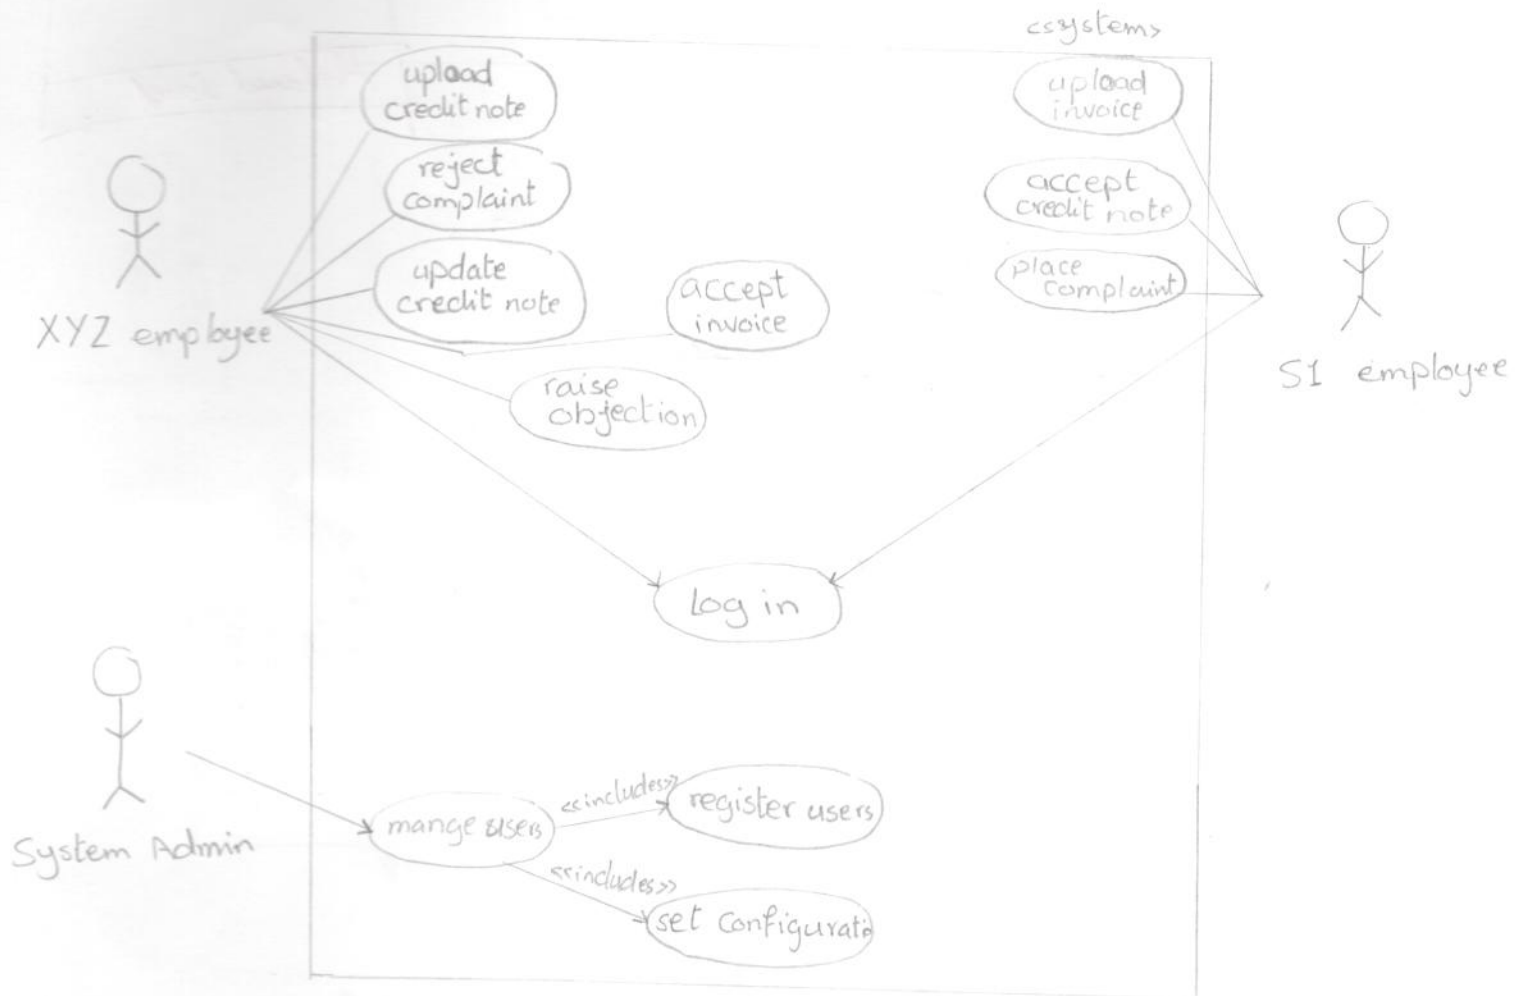 <system>
upload
credit note
upload
invoice
reject
complaint
accept
credit note
update
credit note
place
complaint
accept
invoice
XYZ employee
S1 employee
raise
objection
Log in
System Admin
mange users
<<includes>>
register users
<<includes>>
set configuratio